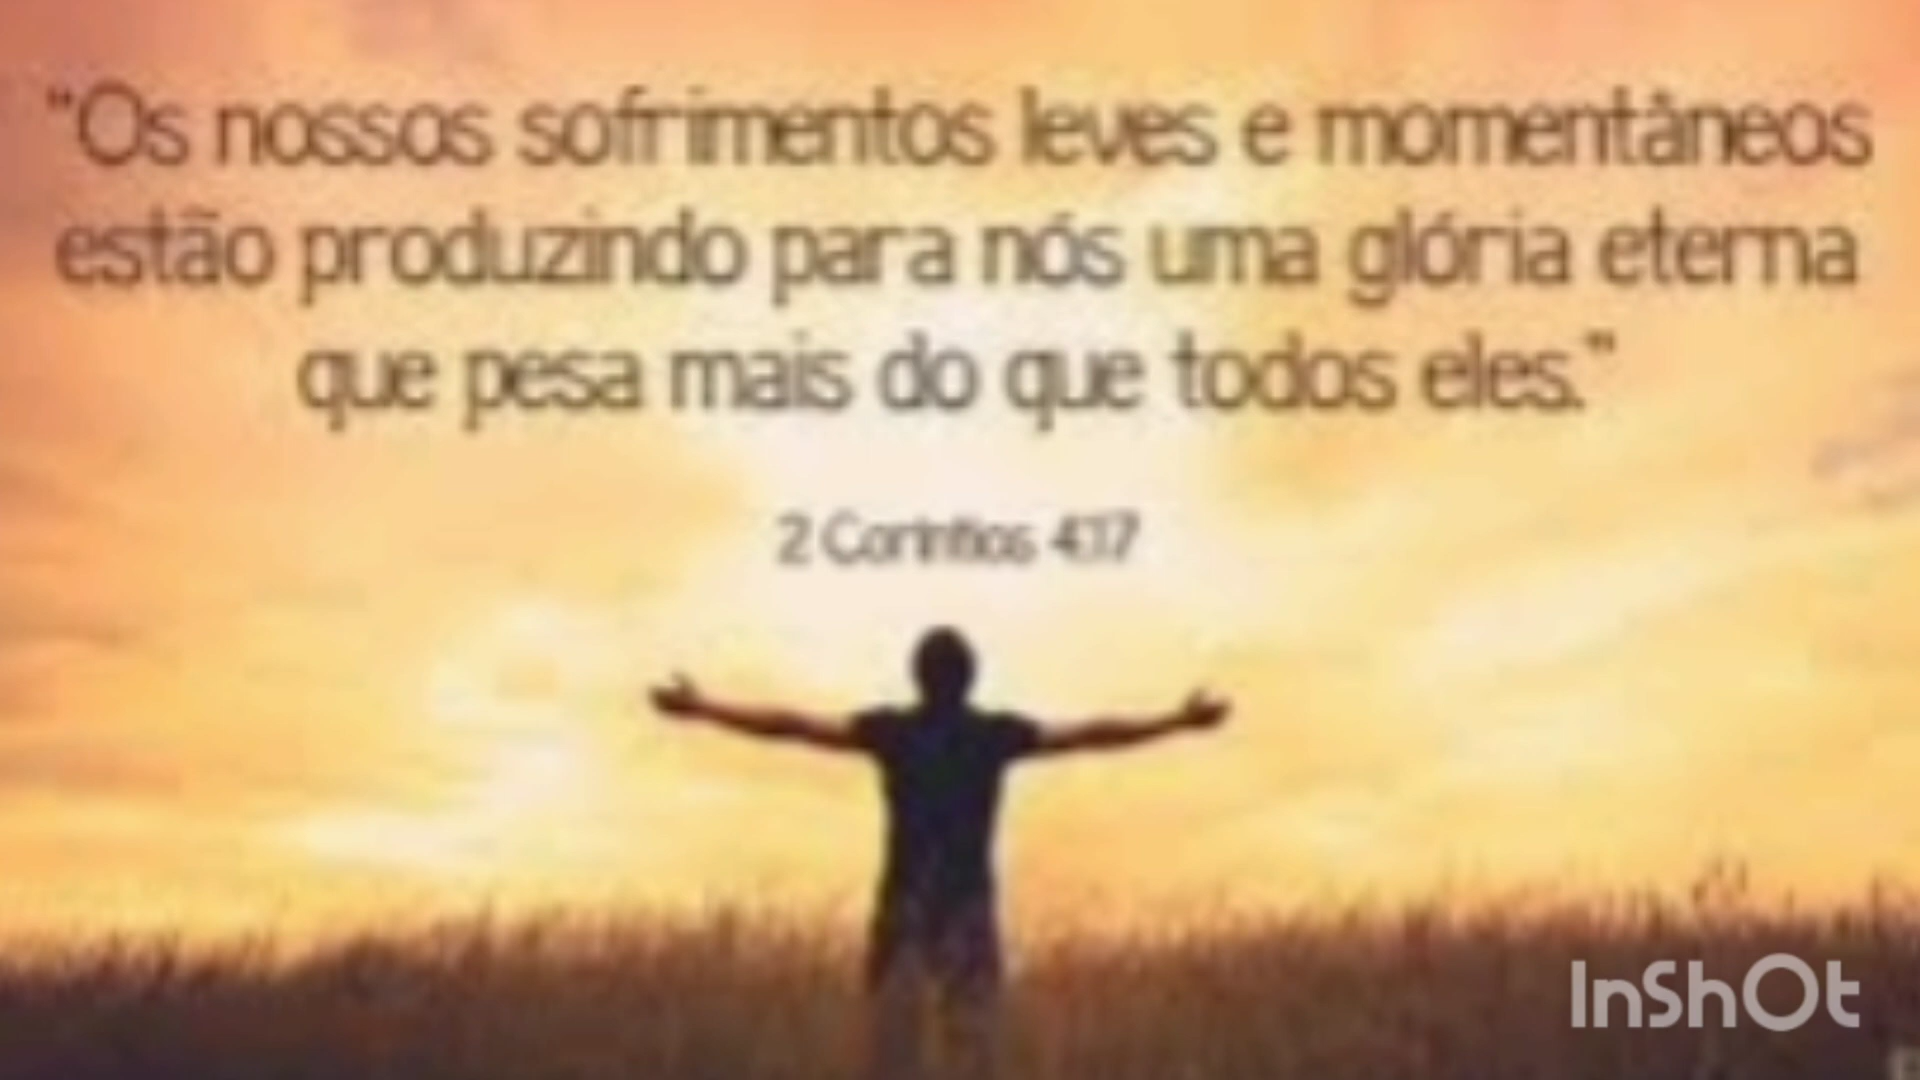 "Os nossos sofrimentos leves e momentâneos
estão produzindo para nós uma glória eterna
que pesa mais do que todos eles."
2 Coríntios 4:17
InShOt